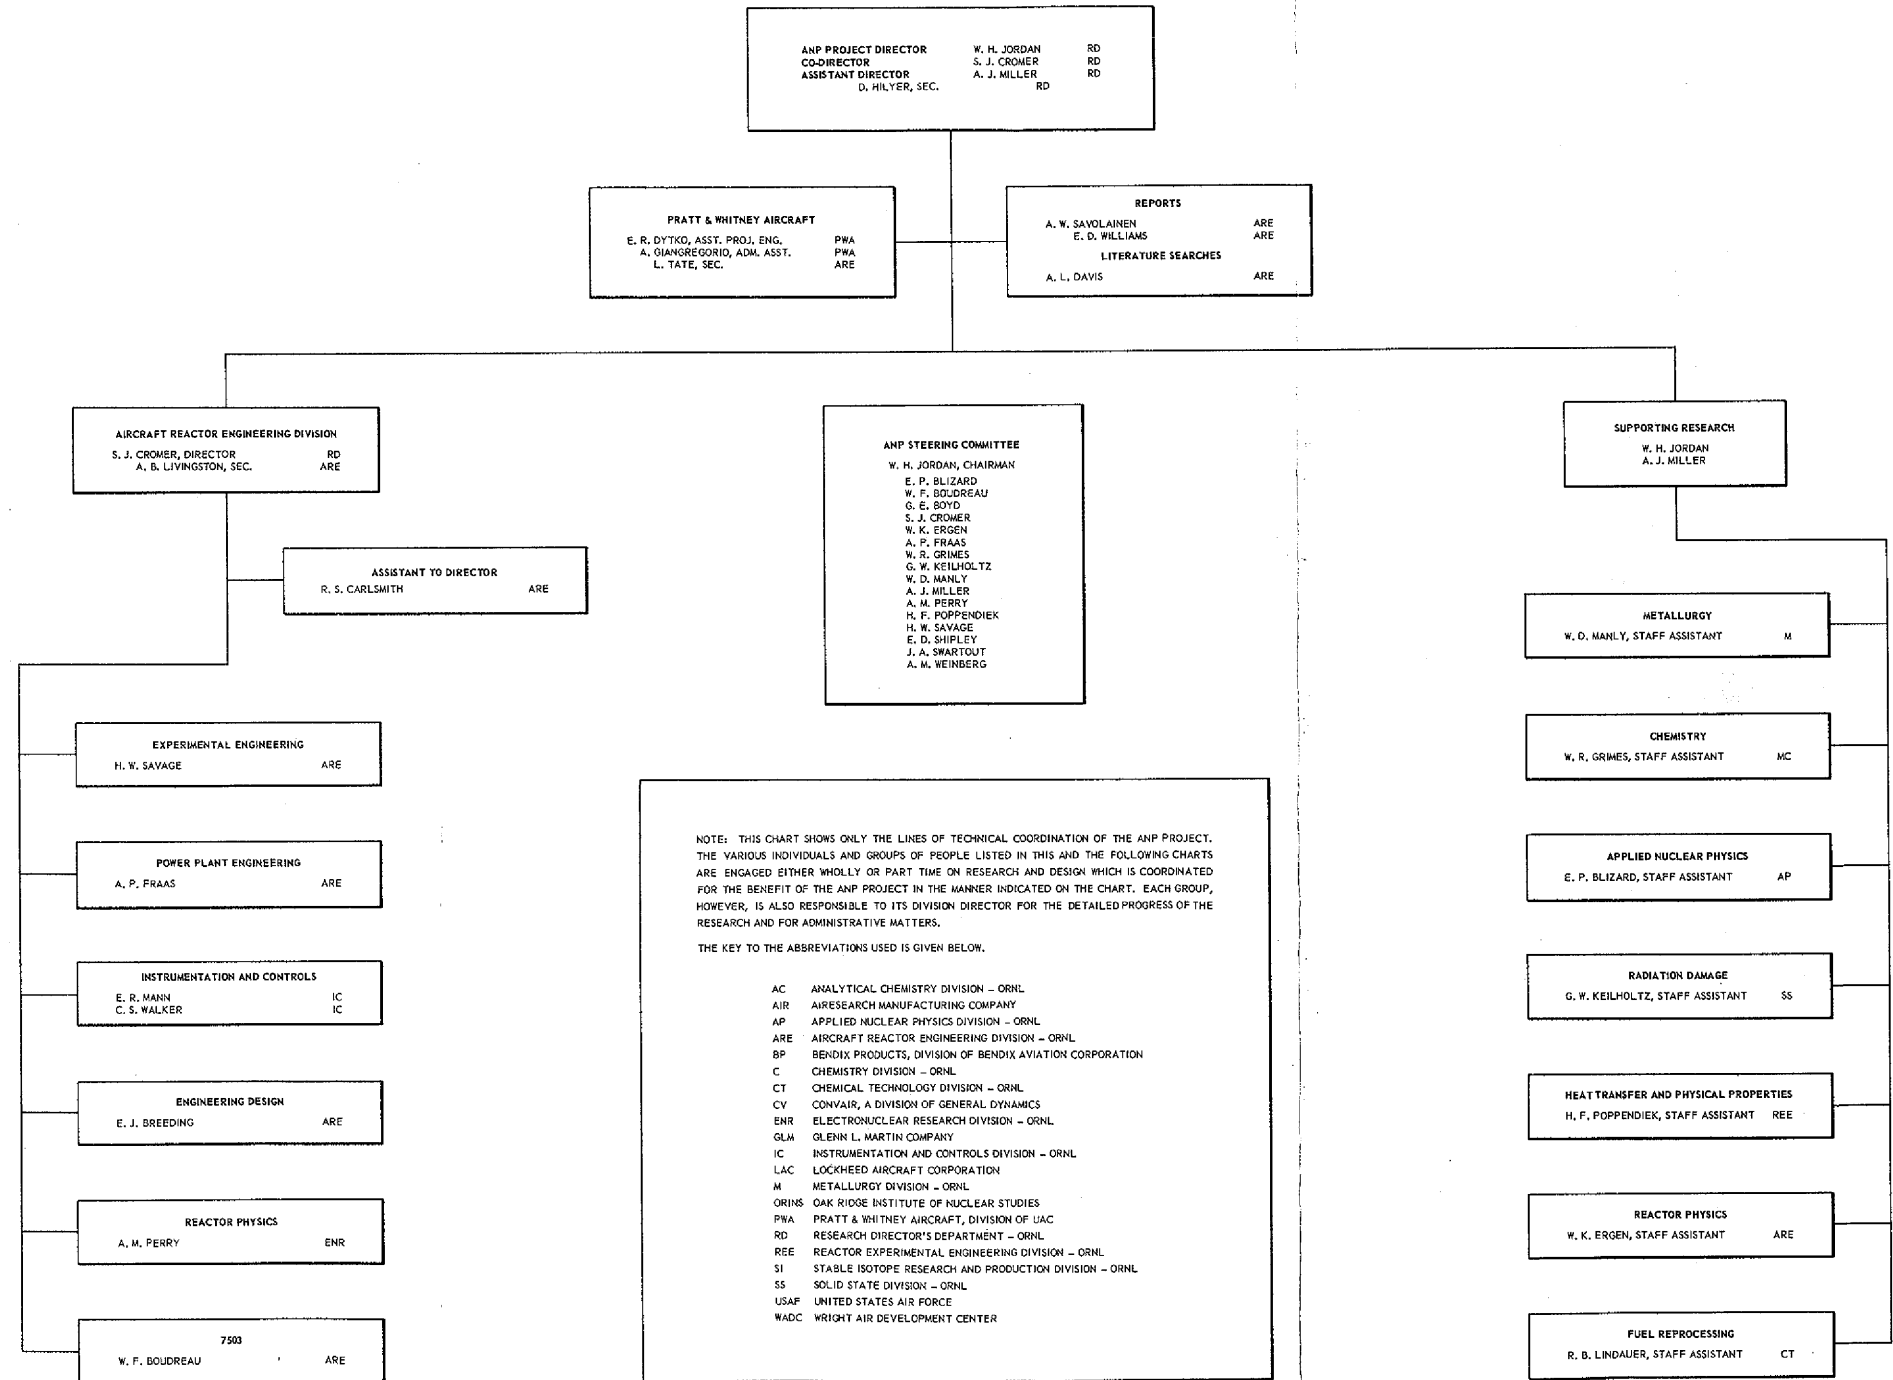 ANP PROJECT DIRECTOR W. H. JORDAN RD
CO-DIRECTOR S. J. CROMER RD
ASSISTANT DIRECTOR A. J. MILLER RD
D. HILYER, SEC. RD
PRATT & WHITNEY AIRCRAFT
E. R. DYTKO, ASST. PROJ. ENG. PWA
A. GIANGREGORIO, ADM. ASST. PWA
L. TATE, SEC. ARE
REPORTS
A. W. SAVOLAINEN ARE
E. D. WILLIAMS ARE
LITERATURE SEARCHES
A. L. DAVIS ARE
AIRCRAFT REACTOR ENGINEERING DIVISION
S. J. CROMER, DIRECTOR RD
A. B. LIVINGSTON, SEC. ARE
ASSISTANT TO DIRECTOR
R. S. CARLSMITH ARE
EXPERIMENTAL ENGINEERING
H. W. SAVAGE ARE
POWER PLANT ENGINEERING
A. P. FRAAS ARE
INSTRUMENTATION AND CONTROLS
E. R. MANN IC
C. S. WALKER IC
ENGINEERING DESIGN
E. J. BREEDING ARE
REACTOR PHYSICS
A. M. PERRY ENR
7503
W. F. BOUDREAU ARE
ANP STEERING COMMITTEE
W. H. JORDAN, CHAIRMAN
E. P. BLIZARD
W. F. BOUDREAU
G. E. BOYD
S. J. CROMER
W. K. ERGEN
A. P. FRAAS
W. R. GRIMES
G. W. KEILHOLTZ
W. D. MANLY
A. J. MILLER
A. M. PERRY
H. F. POPPENDIEK
H. W. SAVAGE
E. D. SHIPLEY
J. A. SWARTOUT
A. M. WEINBERG
NOTE: THIS CHART SHOWS ONLY THE LINES OF TECHNICAL COORDINATION OF THE ANP PROJECT.
THE VARIOUS INDIVIDUALS AND GROUPS OF PEOPLE LISTED IN THIS AND THE FOLLOWING CHARTS
ARE ENGAGED EITHER WHOLLY OR PART TIME ON RESEARCH AND DESIGN WHICH IS COORDINATED
FOR THE BENEFIT OF THE ANP PROJECT IN THE MANNER INDICATED ON THE CHART. EACH GROUP,
HOWEVER, IS ALSO RESPONSIBLE TO ITS DIVISION DIRECTOR FOR THE DETAILED PROGRESS OF THE
RESEARCH AND FOR ADMINISTRATIVE MATTERS.
THE KEY TO THE ABBREVIATIONS USED IS GIVEN BELOW.
AC ANALYTICAL CHEMISTRY DIVISION – ORNL
AIR AIRESEARCH MANUFACTURING COMPANY
AP APPLIED NUCLEAR PHYSICS DIVISION – ORNL
ARE AIRCRAFT REACTOR ENGINEERING DIVISION – ORNL
BP BENDIX PRODUCTS, DIVISION OF BENDIX AVIATION CORPORATION
C CHEMISTRY DIVISION – ORNL
CT CHEMICAL TECHNOLOGY DIVISION – ORNL
CV CONVAIR, A DIVISION OF GENERAL DYNAMICS
ENR ELECTRONUCLEAR RESEARCH DIVISION – ORNL
GLM GLENN L. MARTIN COMPANY
IC INSTRUMENTATION AND CONTROLS DIVISION – ORNL
LAC LOCKHEED AIRCRAFT CORPORATION
M METALLURGY DIVISION – ORNL
ORINS OAK RIDGE INSTITUTE OF NUCLEAR STUDIES
PWA PRATT & WHITNEY AIRCRAFT, DIVISION OF UAC
RD RESEARCH DIRECTOR'S DEPARTMENT – ORNL
REE REACTOR EXPERIMENTAL ENGINEERING DIVISION – ORNL
SI STABLE ISOTOPE RESEARCH AND PRODUCTION DIVISION – ORNL
SS SOLID STATE DIVISION – ORNL
USAF UNITED STATES AIR FORCE
WADC WRIGHT AIR DEVELOPMENT CENTER
SUPPORTING RESEARCH
W. H. JORDAN
A. J. MILLER
METALLURGY
W. D. MANLY, STAFF ASSISTANT M
CHEMISTRY
W. R. GRIMES, STAFF ASSISTANT MC
APPLIED NUCLEAR PHYSICS
E. P. BLIZARD, STAFF ASSISTANT AP
RADIATION DAMAGE
G. W. KEILHOLTZ, STAFF ASSISTANT SS
HEAT TRANSFER AND PHYSICAL PROPERTIES
H. F. POPPENDIEK, STAFF ASSISTANT REE
REACTOR PHYSICS
W. K. ERGEN, STAFF ASSISTANT ARE
FUEL REPROCESSING
R. B. LINDAUER, STAFF ASSISTANT CT